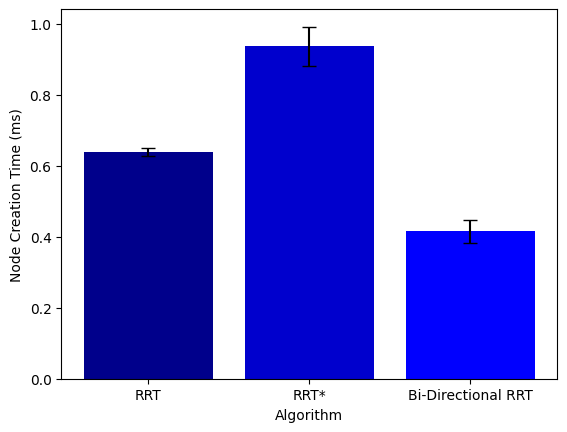 Node Creation Time (ms)
1.0
0.8
0.6
0.4
0.2
0.0
RRT
RRT*
Bi-Directional RRT
Algorithm